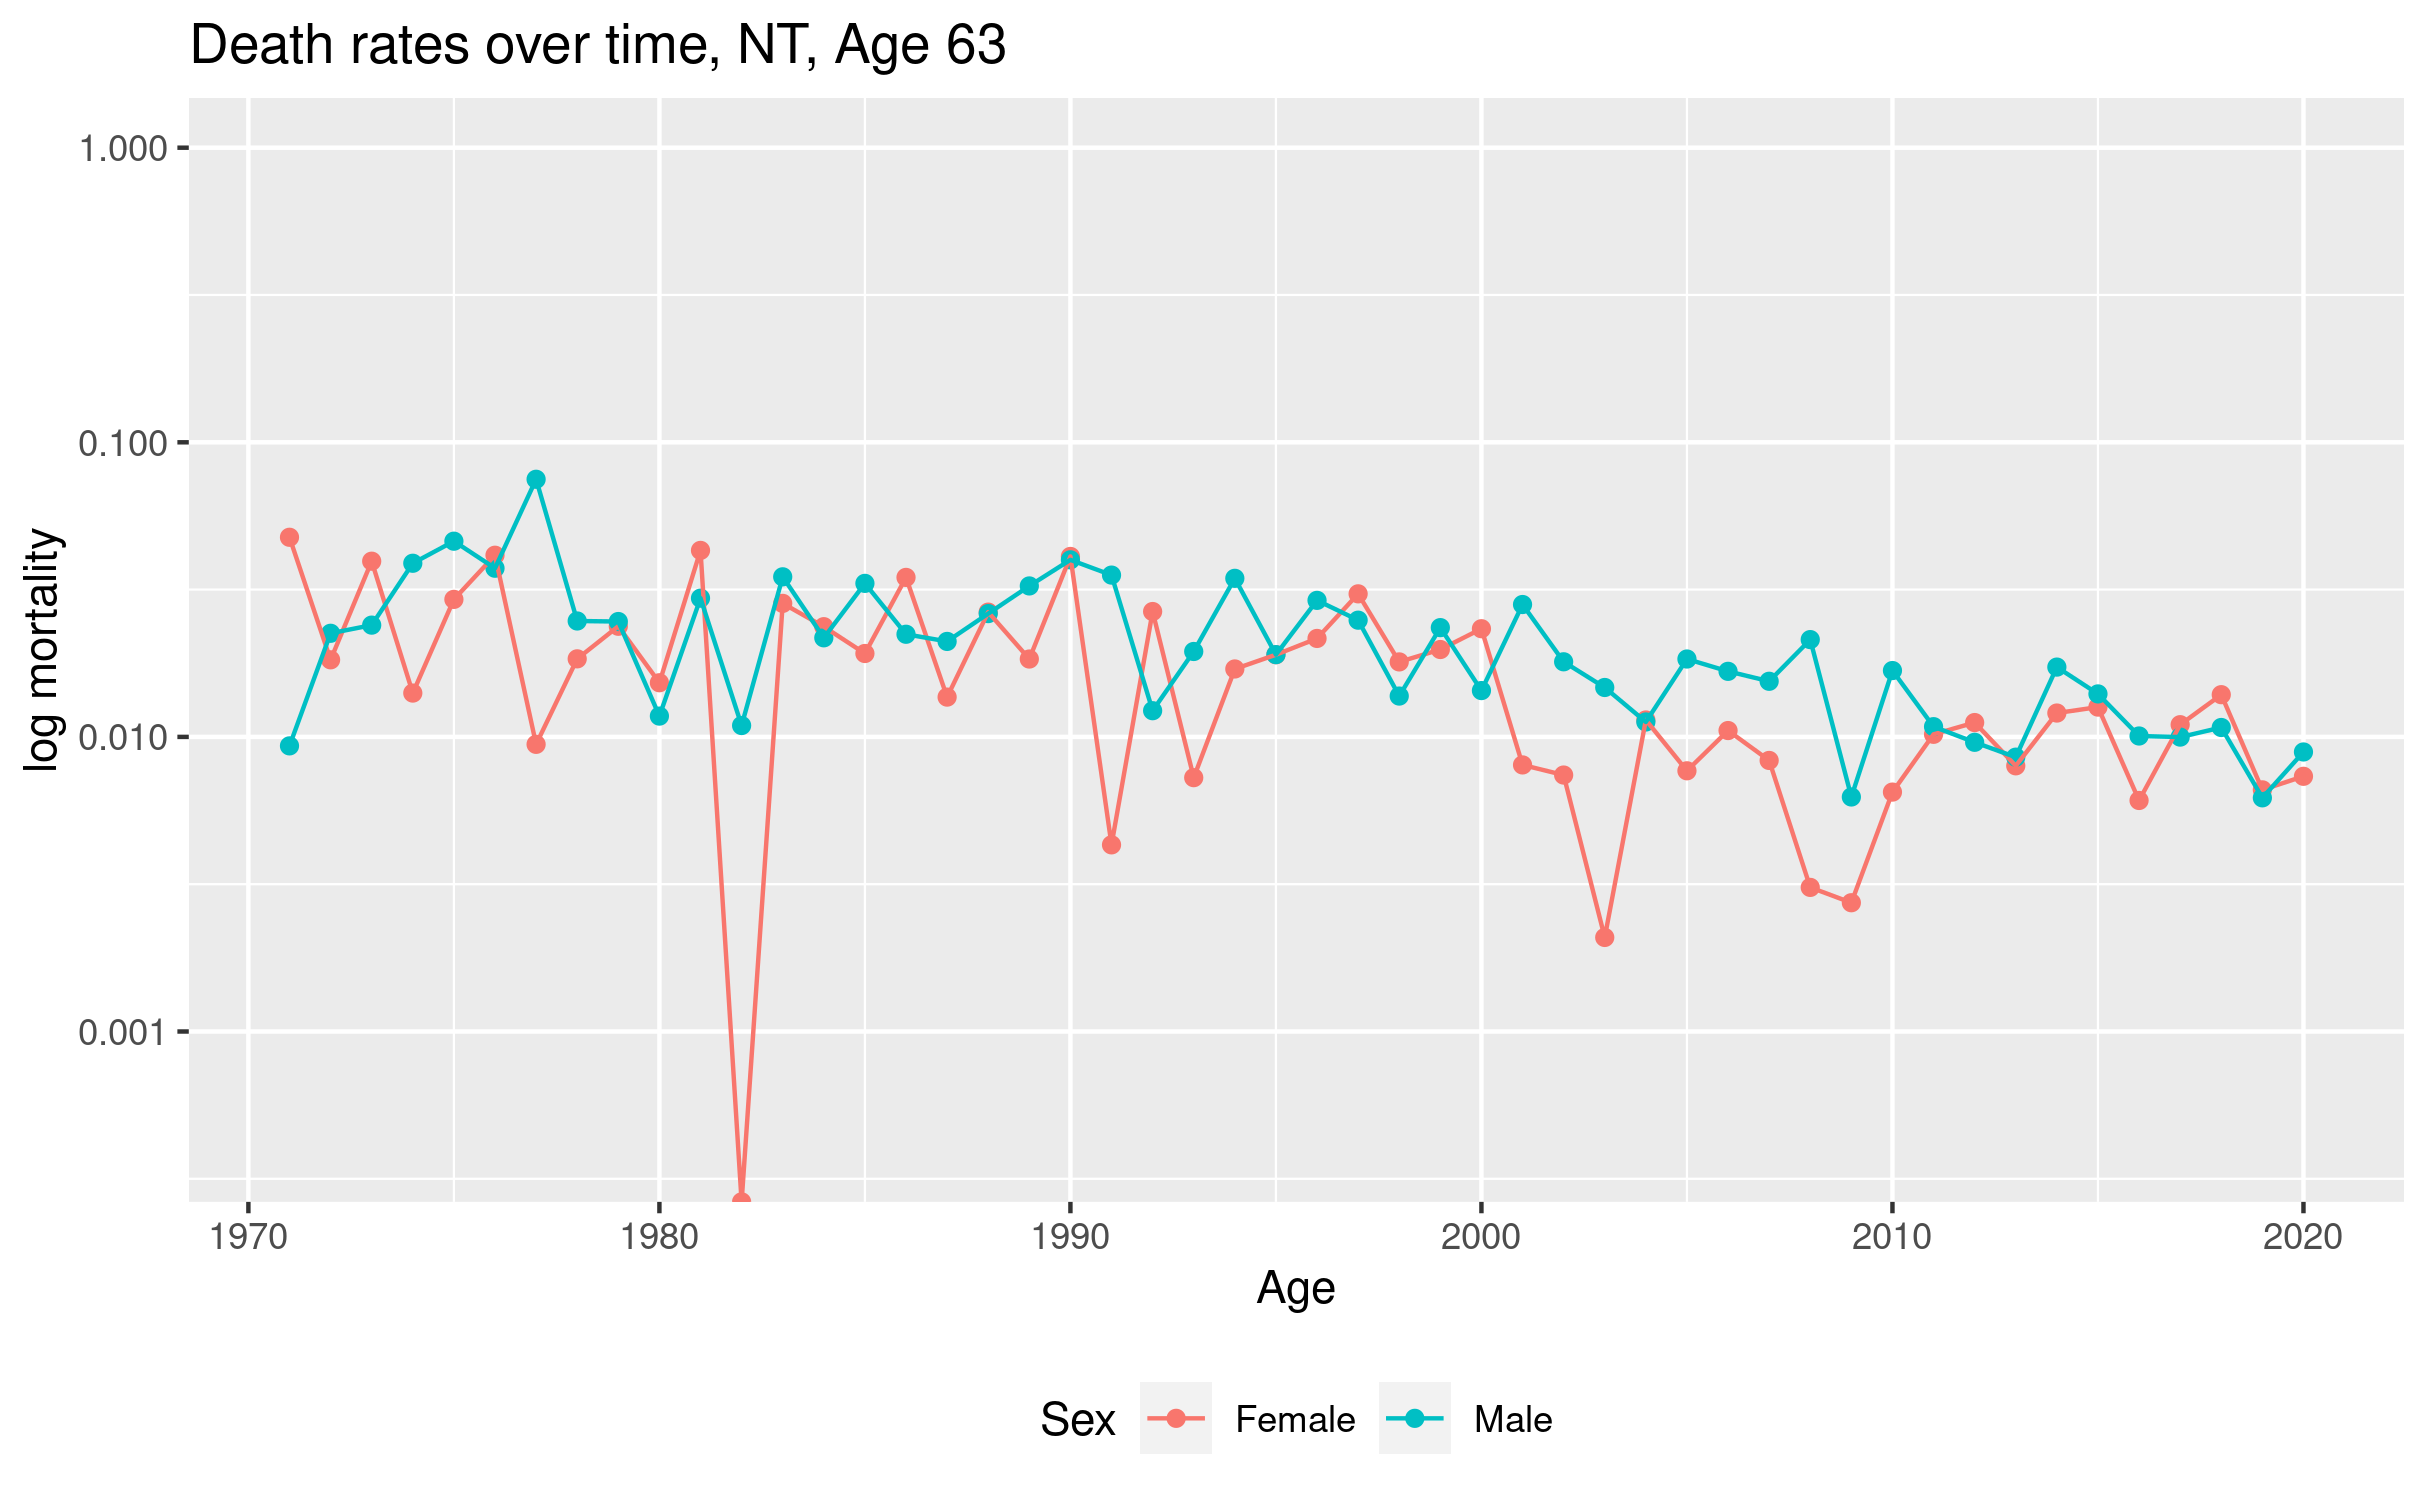 Death rates over time, NT, Age 63
log mortality
1.000
0.100
0.010
0.001
1970 1980 1990 2000 2010 2020
Age
Sex Female Male